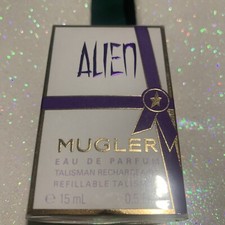 ALIEN
MUGLER
EAU DE PARFUM
TALISMAN RECHARGEABLE
REFILLABLE TALISMAN
℮ 15 mL